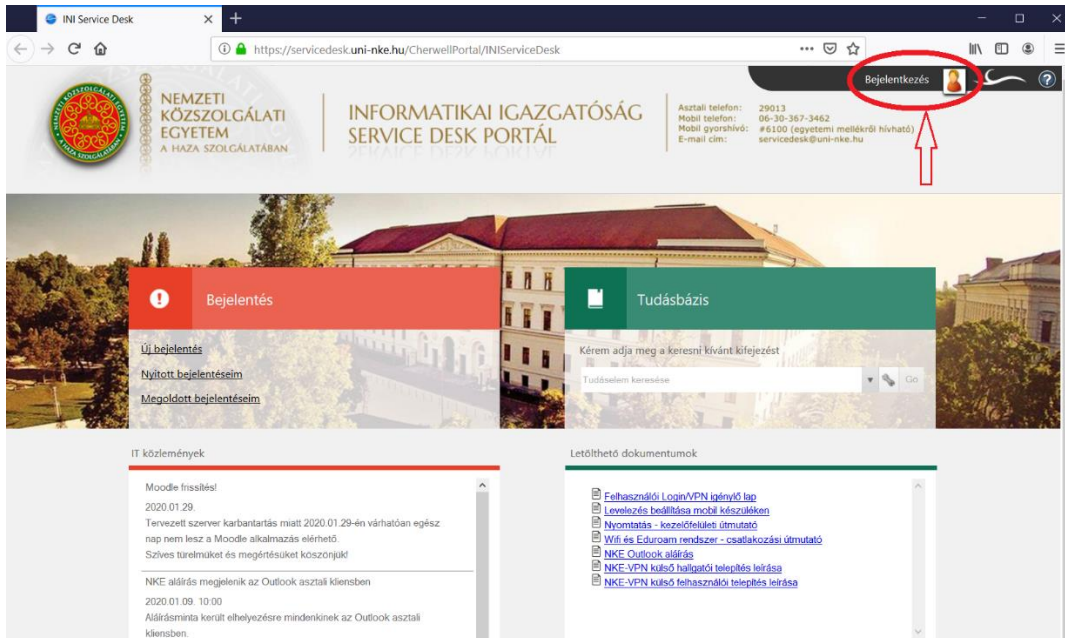 INI Service Desk
https://servicedesk.uni-nke.hu/CherwellPortal/INIServiceDesk
Bejelentkezés
NEMZETI
KÖZSZOLGÁLATI
EGYETEM
A HAZA SZOLGÁLATÁBAN
INFORMATIKAI IGAZGATÓSÁG
SERVICE DESK PORTÁL
Asztali telefon: 29013
Mobil telefon: 06-30-367-3462
Mobil gyorshívó: #6100 (egyetemi mellékről hívható)
E-mail cím: servicedesk@uni-nke.hu
Bejelentés
Új bejelentés
Nyitott bejelentéseim
Megoldott bejelentéseim
Tudásbázis
Kérem adja meg a keresni kívánt kifejezést
Tudáselem keresése
Go
IT közlemények
Moodle frissítés!
2020.01.29.
Tervezett szerver karbantartás miatt 2020.01.29-én várhatóan egész
nap nem lesz a Moodle alkalmazás elérhető.
Szíves türelmüket és megértésüket köszönjük!
NKE aláírás megjelenik az Outlook asztali kliensben
2020.01.09. 10:00
Aláírásminta került elhelyezésre mindenkinek az Outlook asztali
kliensben.
Letölthető dokumentumok
Felhasználói Login/VPN igénylő lap
Levelezés beállítása mobil készüléken
Nyomtatás - kezelőfelületi útmutató
Wifi és Eduroam rendszer - csatlakozási útmutató
NKE Outlook aláírás
NKE-VPN külső hallgatói telepítés leírása
NKE-VPN külső felhasználói telepítés leírása